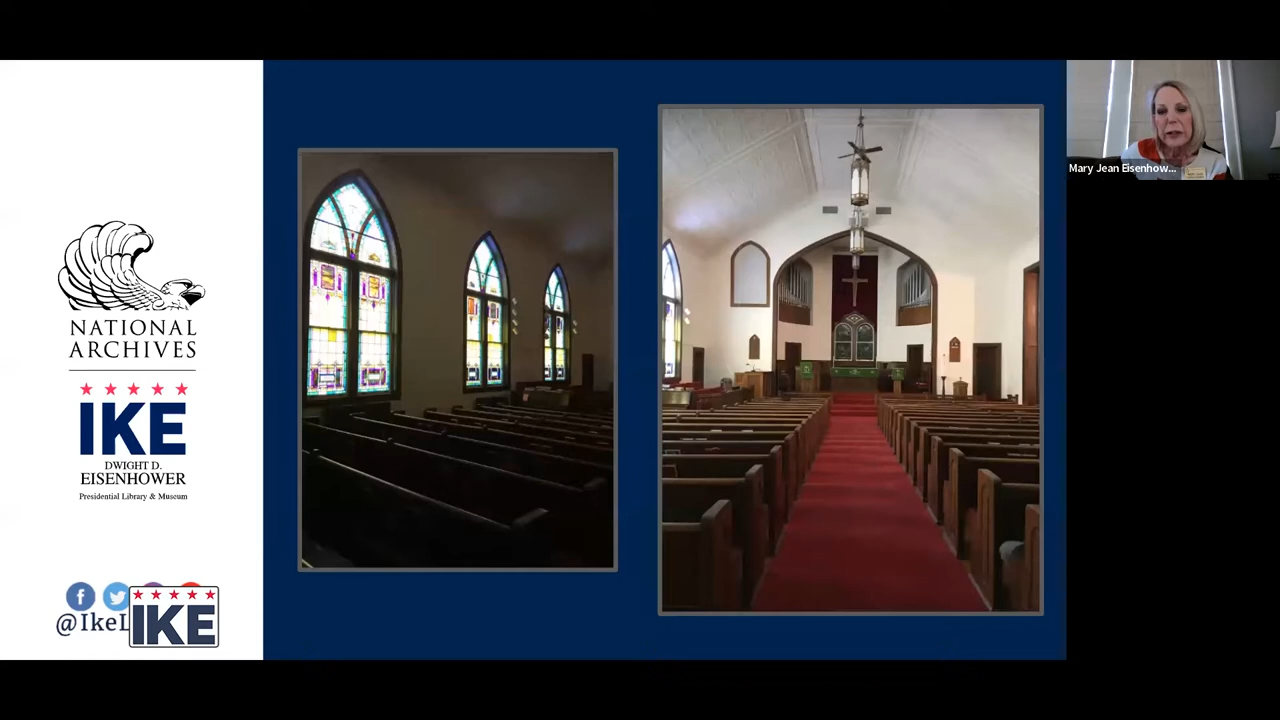 NATIONAL
ARCHIVES
IKE
DWIGHT D.
EISENHOWER
Presidential Library & Museum
@IkeL
IKE
Mary Jean Eisenhow...